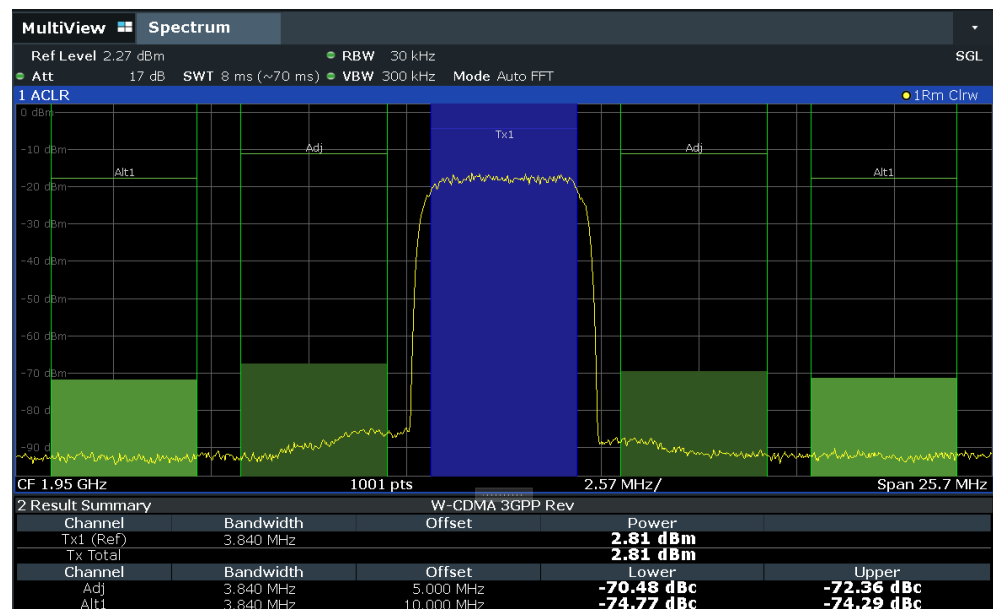 MultiView Spectrum
Ref Level 2.27 dBm RBW 30 kHz SGL
Att 17 dB SWT 8 ms (~70 ms) VBW 300 kHz Mode Auto FFT
1 ACLR 1Rm Clrw
0 dBm
Tx1
-10 dBm Adj Adj
Alt1 Alt1
-20 dBm
-30 dBm
-40 dBm
-50 dBm
-60 dBm
-70 dBm
-80 d
-90 d
CF 1.95 GHz 1001 pts 2.57 MHz/ Span 25.7 MHz
2 Result Summary W-CDMA 3GPP Rev
Channel Bandwidth Offset Power
Tx1 (Ref) 3.840 MHz 2.81 dBm
Tx Total 2.81 dBm
Channel Bandwidth Offset Lower Upper
Adj 3.840 MHz 5.000 MHz -70.48 dBc -72.36 dBc
Alt1 3.840 MHz 10.000 MHz -74.77 dBc -74.29 dBc